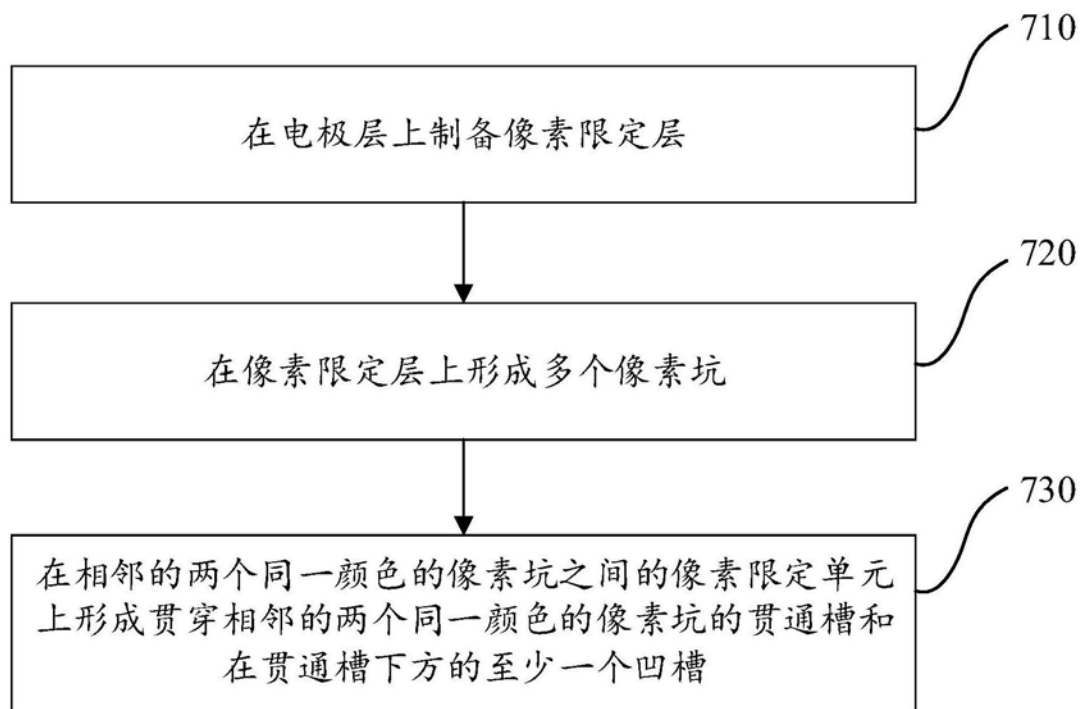 710
在电极层上制备像素限定层
720
在像素限定层上形成多个像素坑
730
在相邻的两个同一颜色的像素坑之间的像素限定单元
上形成贯穿相邻的两个同一颜色的像素坑的贯通槽和
在贯通槽下方的至少一个凹槽